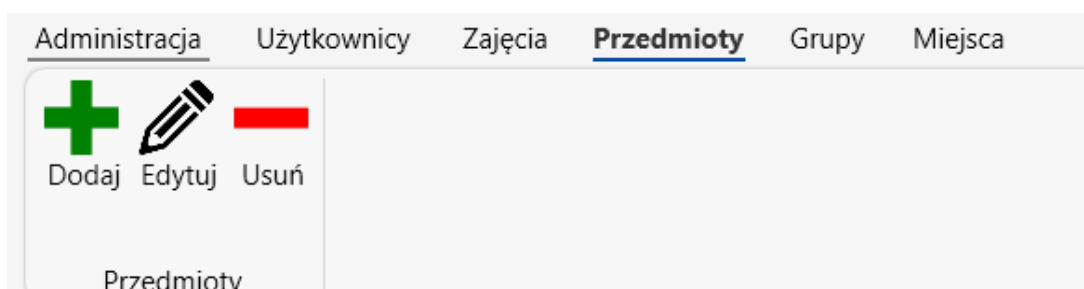 Administracja Użytkownicy Zajęcia Przedmioty Grupy Miejsca
Dodaj Edytuj Usuń
Przedmioty